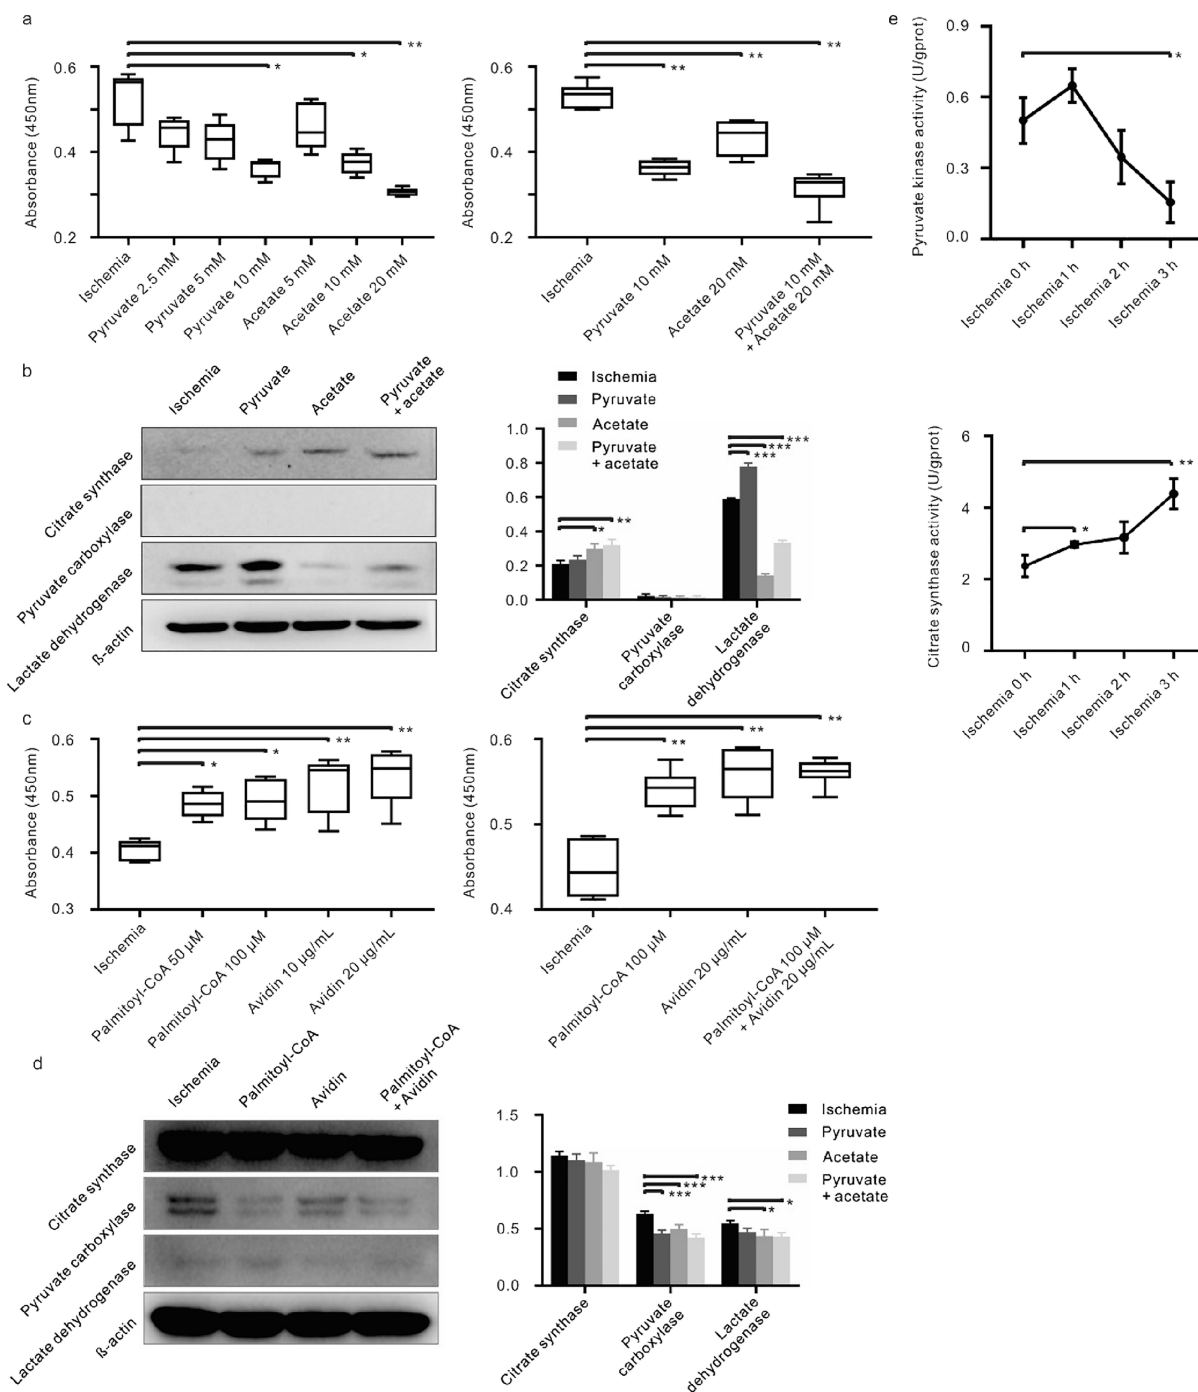 a
Absorbance (450nm)
0.6
0.4
0.2
*
*
**
Ischemia
Pyruvate 2.5 mM
Pyruvate 5 mM
Pyruvate 10 mM
Acetate 5 mM
Acetate 10 mM
Acetate 20 mM
Absorbance (450nm)
0.6
0.4
0.2
**
**
**
Ischemia
Pyruvate 10 mM
Acetate 20 mM
Pyruvate 10 mM
+ Acetate 20 mM
e
Pyruvate kinase activity (U/gprot)
0.9
0.6
0.3
0.0
*
Ischemia 0 h
Ischemia1 h
Ischemia 2 h
Ischemia 3 h
b
Ischemia
Pyruvate
Acetate
Pyruvate
+ acetate
Citrate synthase
Pyruvate carboxylase
Lactate dehydrogenase
ß-actin
Ischemia
Pyruvate
Acetate
Pyruvate
+ acetate
1.0
0.8
0.6
0.4
0.2
0.0
*
**
***
***
***
Citrate synthase
Pyruvate
carboxylase
Lactate
dehydrogenase
Citrate synthase activity (U/gprot)
6
4
2
0
*
**
Ischemia 0 h
Ischemia1 h
Ischemia 2 h
Ischemia 3 h
c
Absorbance (450nm)
0.6
0.5
0.4
0.3
*
*
**
**
Ischemia
Palmitoyl-CoA 50 µM
Palmitoyl-CoA 100 µM
Avidin 10 µg/mL
Avidin 20 µg/mL
Absorbance (450nm)
0.6
0.5
0.4
**
**
**
Ischemia
Palmitoyl-CoA 100 µM
Avidin 20 µg/mL
Palmitoyl-CoA 100 µM
+ Avidin 20 µg/mL
d
Ischemia
Palmitoyl-CoA
Avidin
Palmitoyl-CoA
+ Avidin
Citrate synthase
Pyruvate carboxylase
Lactate dehydrogenase
ß-actin
Ischemia
Pyruvate
Acetate
Pyruvate
+ acetate
1.5
1.0
0.5
0.0
***
***
***
*
*
Citrate synthase
Pyruvate
carboxylase
Lactate
dehydrogenase